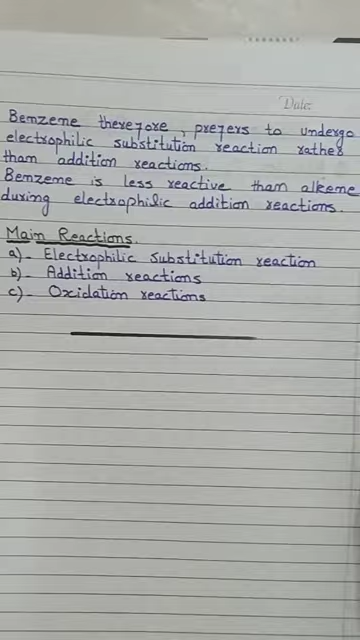 Date:
Benzene therefore, prefers to undergo
electrophilic substitution reaction rather
than addition reactions.
Benzene is less reactive than alkene
during electrophilic addition reactions.
Main Reactions.
a)- Electrophilic Substitution reaction
b)- Addition reactions
c)- Oxidation reactions